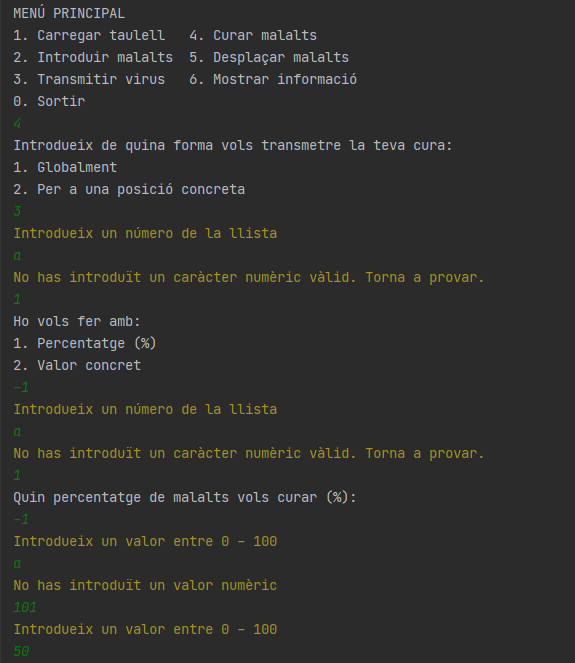 MENÚ PRINCIPAL
1. Carregar taulell   4. Curar malalts
2. Introduir malalts  5. Desplaçar malalts
3. Transmitir virus   6. Mostrar informació
0. Sortir
4
Introdueix de quina forma vols transmetre la teva cura:
1. Globalment
2. Per a una posició concreta
3
Introdueix un número de la llista
a
No has introduït un caràcter numèric vàlid. Torna a provar.
1
Ho vols fer amb:
1. Percentatge (%)
2. Valor concret
-1
Introdueix un número de la llista
a
No has introduït un caràcter numèric vàlid. Torna a provar.
1
Quin percentatge de malalts vols curar (%):
-1
Introdueix un valor entre 0 - 100
a
No has introduït un valor numèric
101
Introdueix un valor entre 0 - 100
50